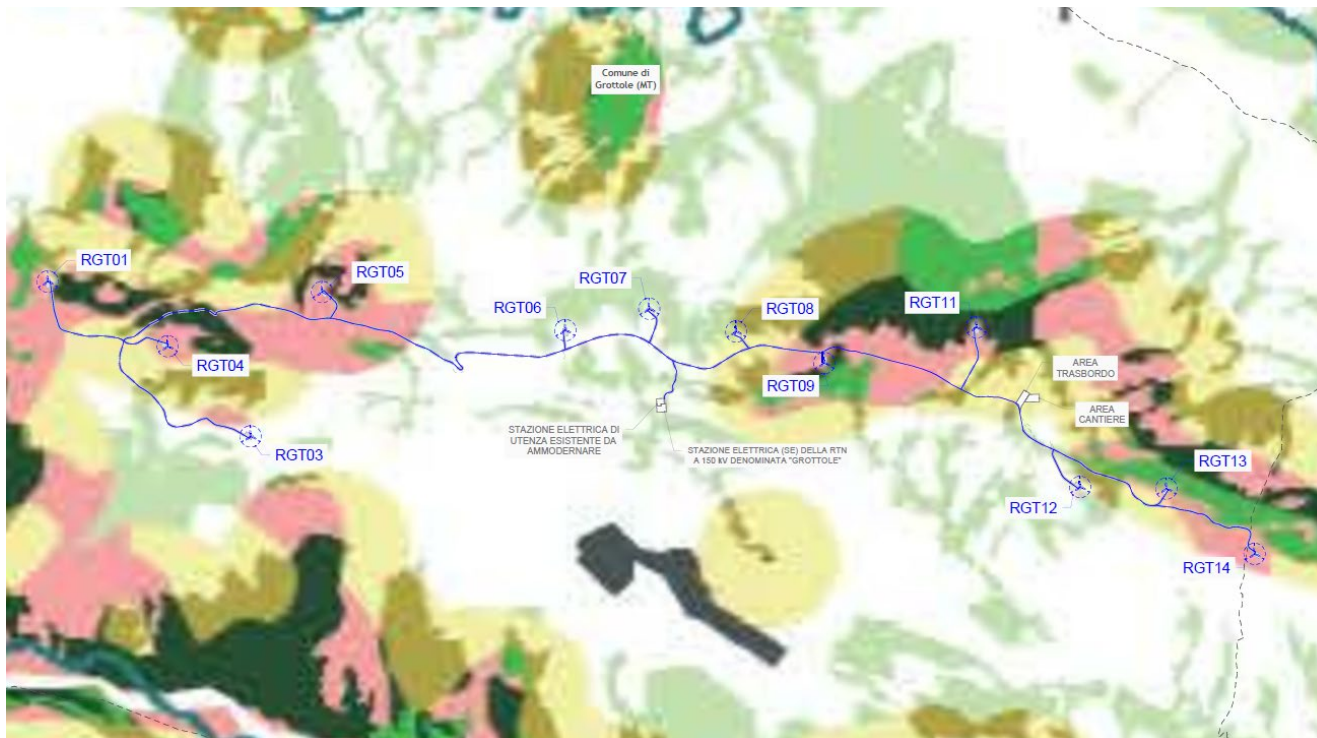 Comune di
Grottole (MT)
RGT01
RGT05
RGT07
RGT06
RGT08
RGT11
RGT04
RGT09
AREA
TRASBORDO
AREA
CANTIERE
RGT03
STAZIONE ELETTRICA DI
UTENZA ESISTENTE DA
AMMODERNARE
STAZIONE ELETTRICA (SE) DELLA RTN
A 150 kV DENOMINATA "GROTTOLE"
RGT13
RGT12
RGT14